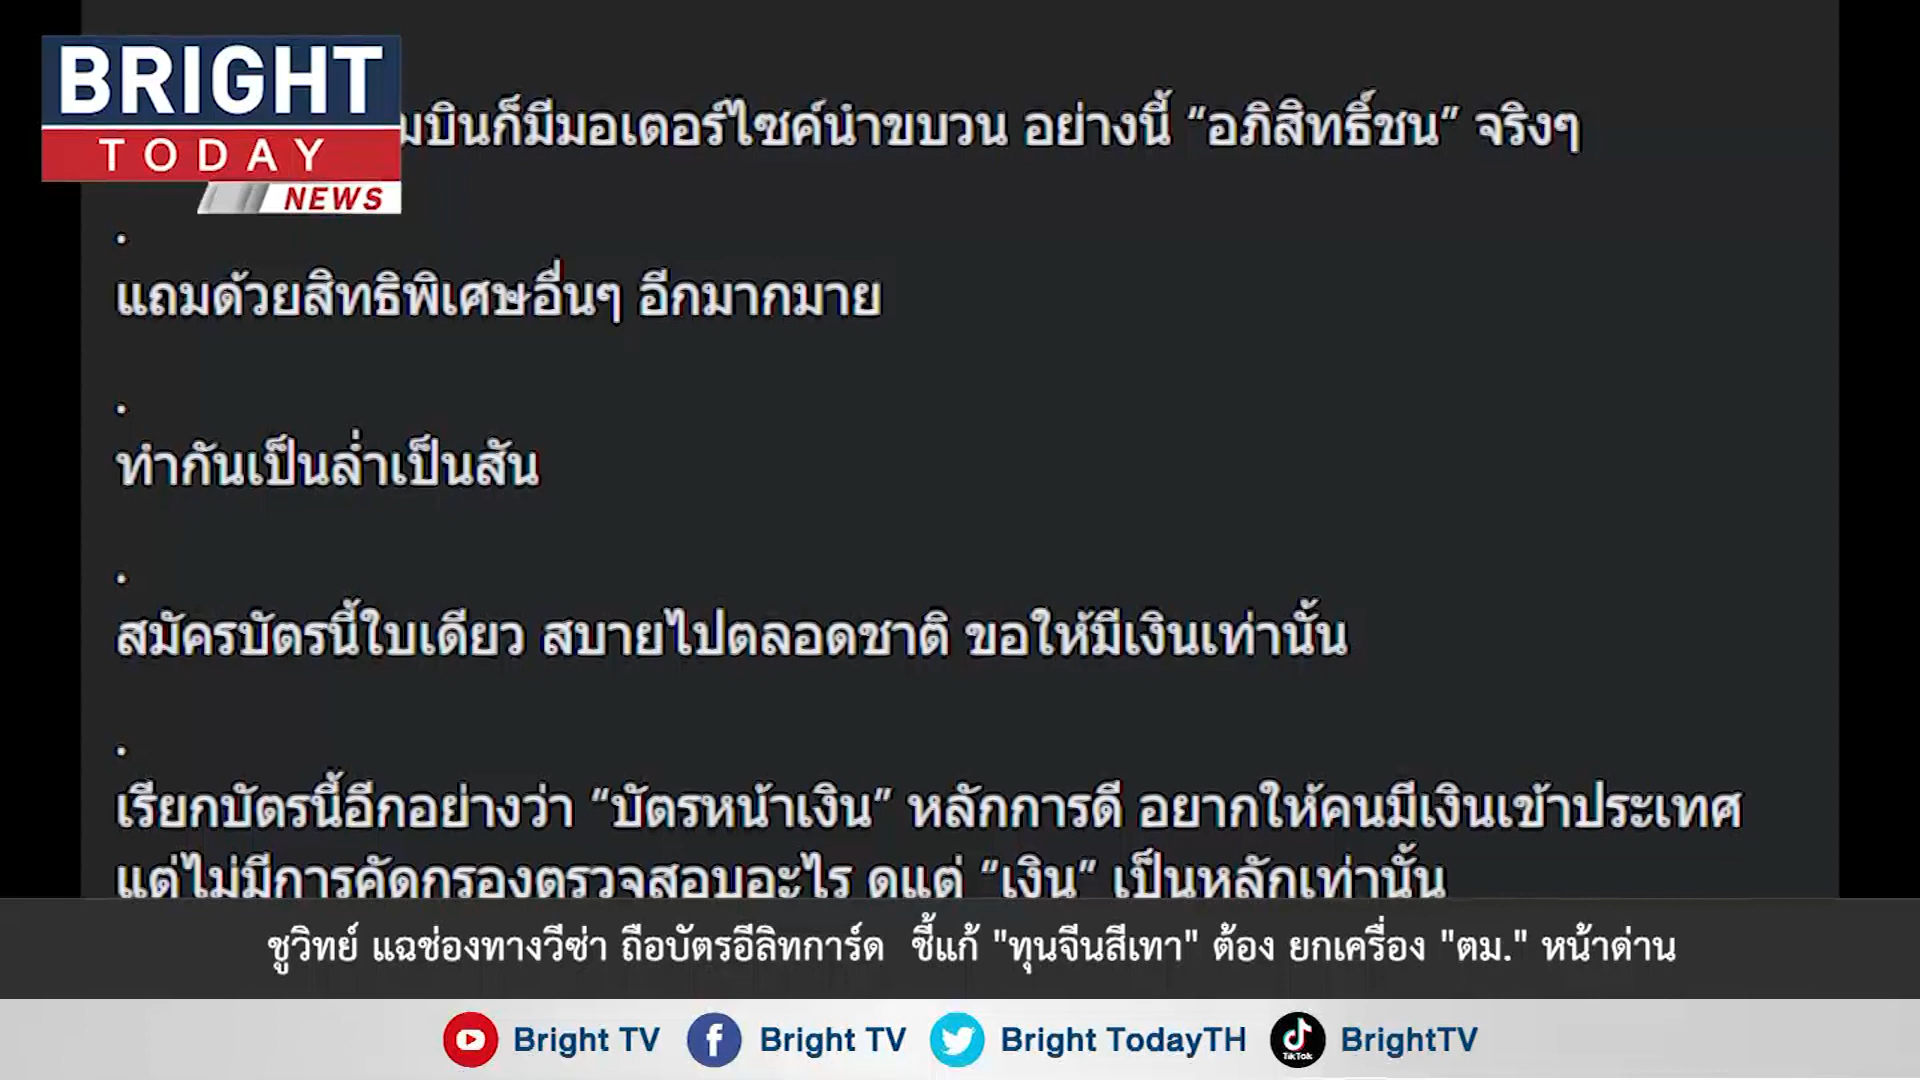 BRIGHT
TODAY
NEWS
มบินก็มีมอเตอร์ไซค์นำขบวน อย่างนี้ “อภิสิทธิ์ชน” จริงๆ
.
แถมด้วยสิทธิพิเศษอื่นๆ อีกมากมาย
.
ทำกันเป็นล่ำเป็นสัน
.
สมัครบัตรนี้ใบเดียว สบายไปตลอดชาติ ขอให้มีเงินเท่านั้น
.
เรียกบัตรนี้อีกอย่างว่า “บัตรหน้าเงิน” หลักการดี อยากให้คนมีเงินเข้าประเทศ
แต่ไม่มีการคัดกรองตรวจสอบอะไร ดูแต่ “เงิน” เป็นหลักเท่านั้น
ชูวิทย์ แฉช่องทางวีซ่า ถือบัตรอีลิทการ์ด ชี้แก้ "ทุนจีนสีเทา" ต้อง ยกเครื่อง "ตม." หน้าด่าน
Bright TV Bright TV Bright TodayTH TikTok BrightTV